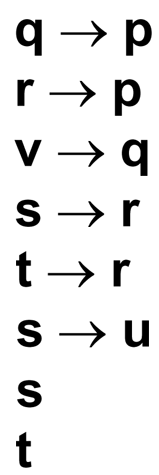 q → p
r → p
v → q
s → r
t → r
s → u
s
t